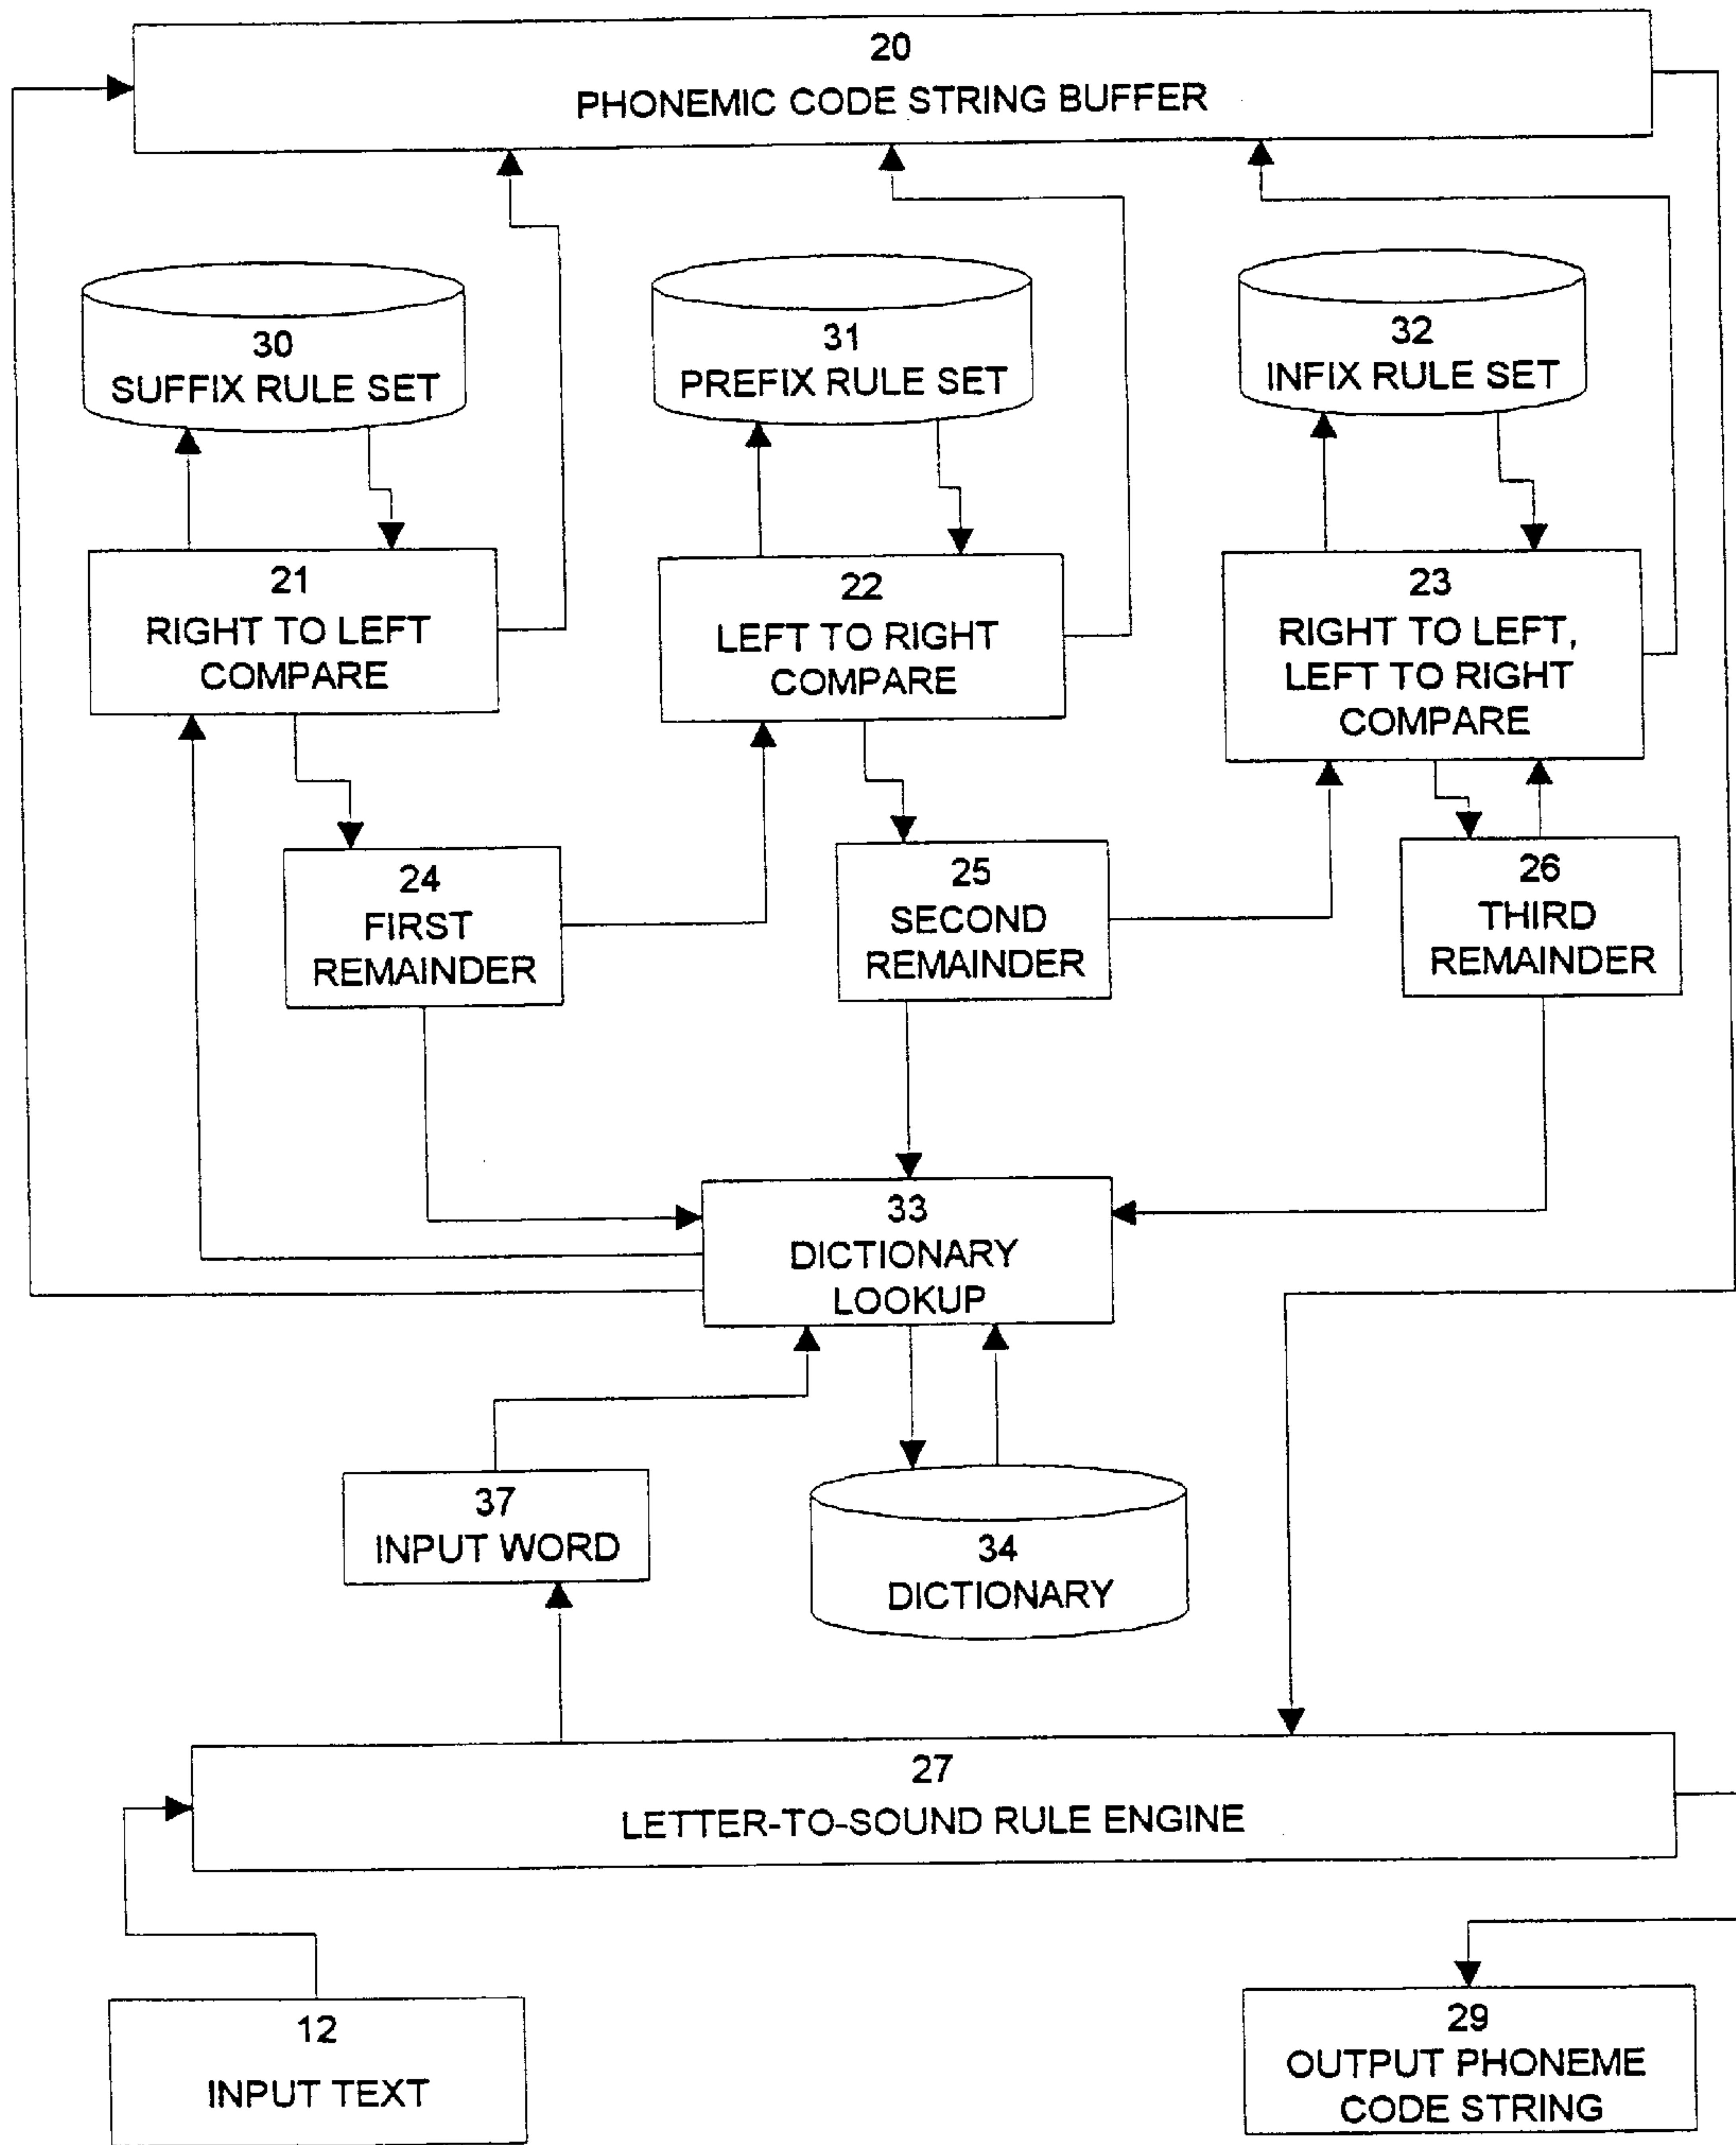 20
PHONEMIC CODE STRING BUFFER
30
SUFFIX RULE SET
31
PREFIX RULE SET
32
INFIX RULE SET
21
RIGHT TO LEFT
COMPARE
22
LEFT TO RIGHT
COMPARE
23
RIGHT TO LEFT,
LEFT TO RIGHT
COMPARE
24
FIRST
REMAINDER
25
SECOND
REMAINDER
26
THIRD
REMAINDER
33
DICTIONARY
LOOKUP
37
INPUT WORD
34
DICTIONARY
27
LETTER-TO-SOUND RULE ENGINE
12
INPUT TEXT
29
OUTPUT PHONEME
CODE STRING